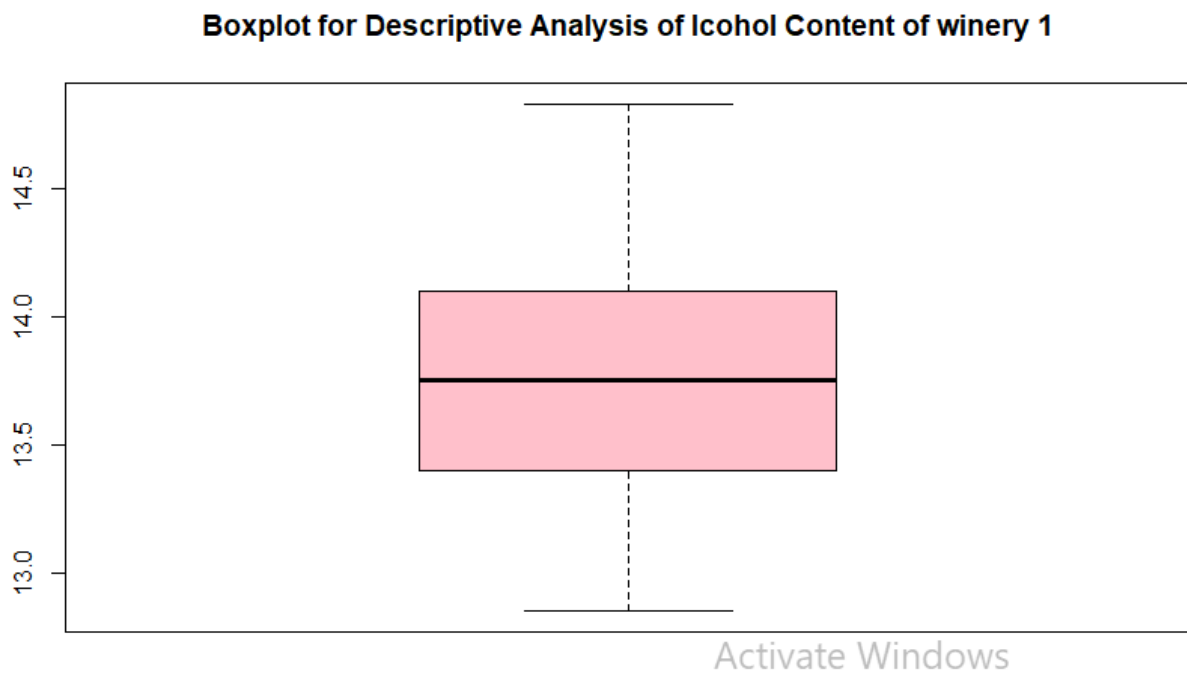 Boxplot for Descriptive Analysis of Icohol Content of winery 1
14.5
14.0
13.5
13.0
Activate Windows